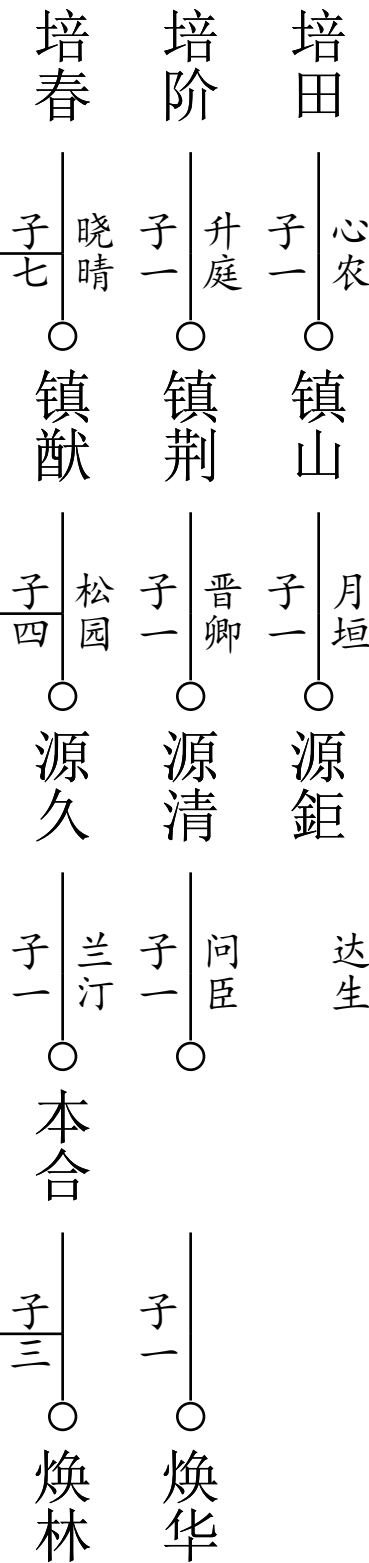 培田
心农
子一
镇山
月垣
子一
源鉅
达生
培阶
升庭
子一
镇荆
晋卿
子一
源清
问臣
子一
子一
焕华
培春
晓晴
子七
镇猷
松园
子四
源久
兰汀
子一
本合
子三
焕林